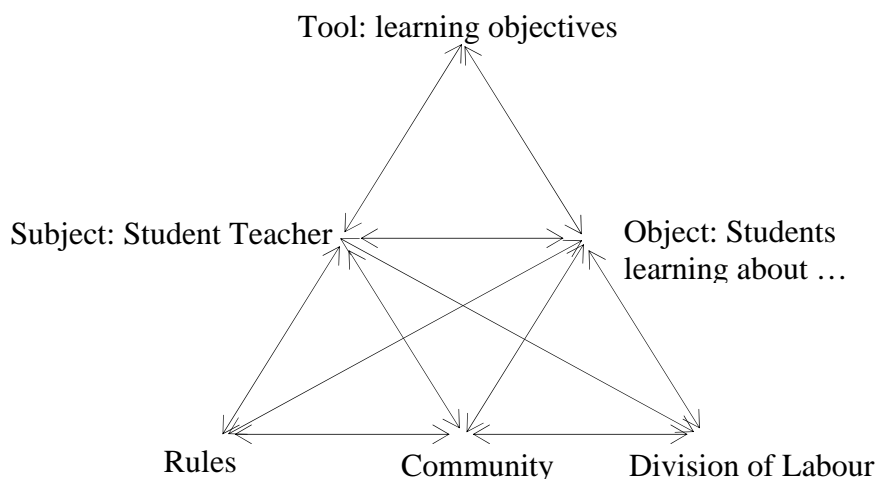 Tool: learning objectives
Subject: Student Teacher
Object: Students
learning about …
Rules
Community
Division of Labour